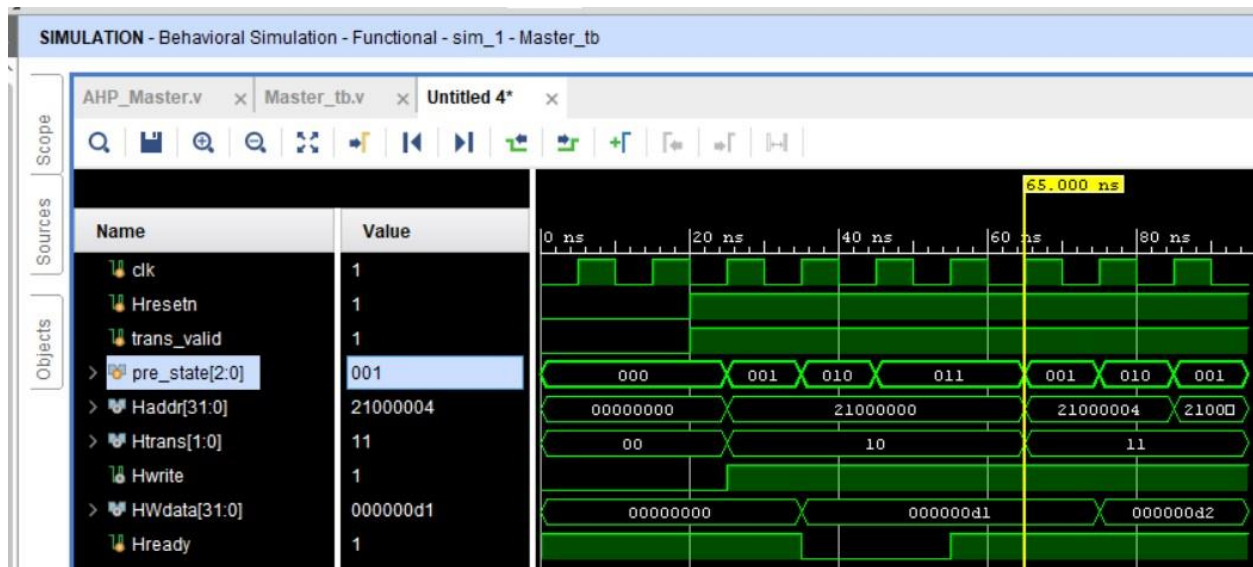 SIMULATION - Behavioral Simulation - Functional - sim_1 - Master_tb
Scope
Sources
Objects
AHP_Master.v × Master_tb.v × Untitled 4* ×
65.000 ns
Name Value 0 ns 20 ns 40 ns 60 ns 80 ns
clk 1
Hresetn 1
trans_valid 1
> pre_state[2:0] 001 000 001 010 011 001 010 001
> Haddr[31:0] 21000004 00000000 21000000 21000004 2100
> Htrans[1:0] 11 00 10 11
Hwrite 1
> HWdata[31:0] 000000d1 00000000 000000d1 000000d2
Hready 1